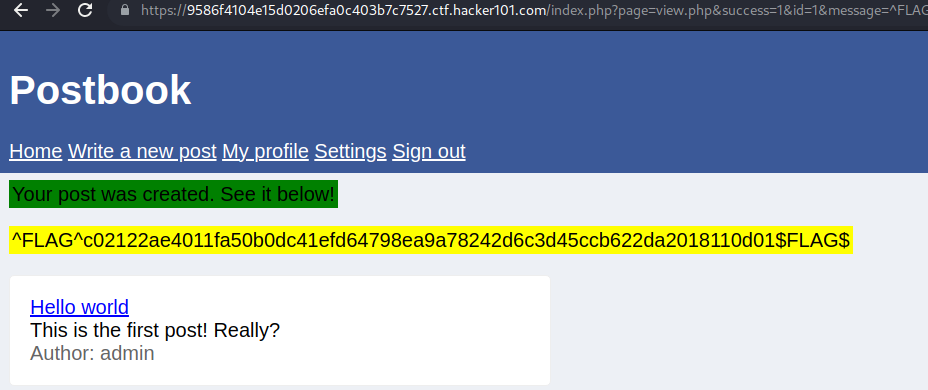 https://9586f4104e15d0206efa0c403b7c7527.ctf.hacker101.com/index.php?page=view.php&success=1&id=1&message=^FLAG
Postbook
Home Write a new post My profile Settings Sign out
Your post was created. See it below!
^FLAG^c02122ae4011fa50b0dc41efd64798ea9a78242d6c3d45ccb622da2018110d01$FLAG$
Hello world
This is the first post! Really?
Author: admin